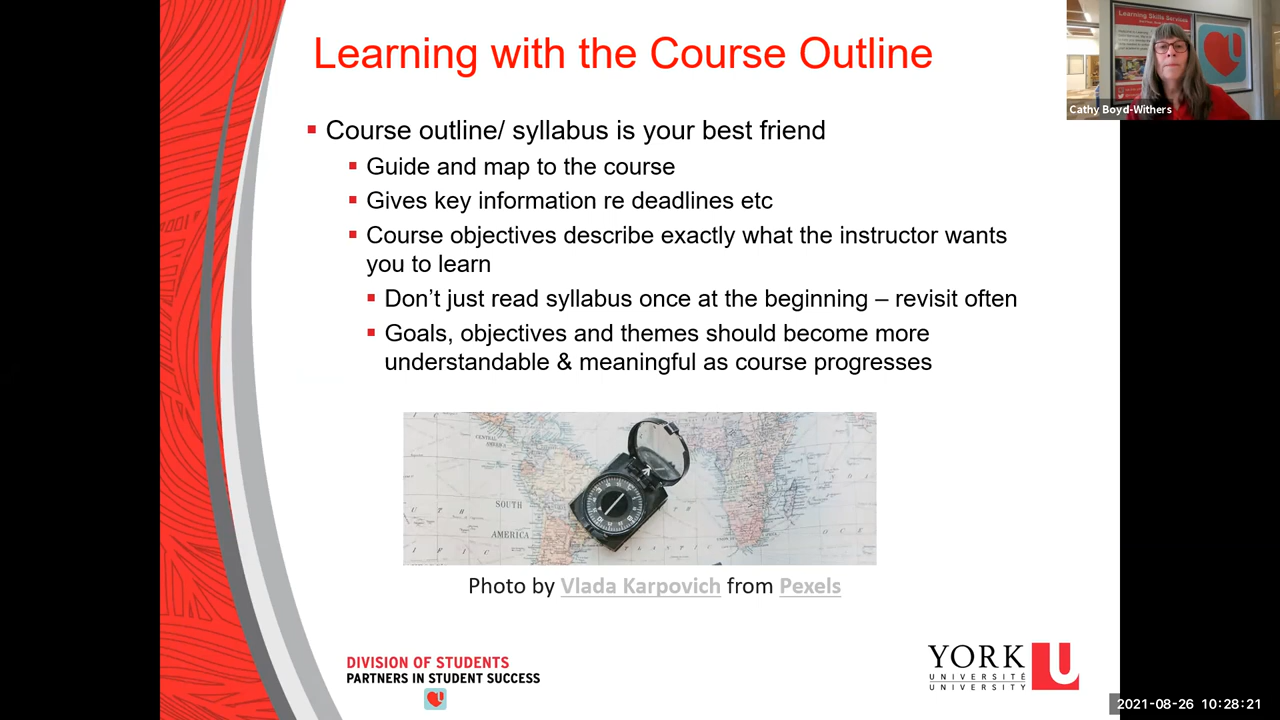 Learning with the Course Outline
Learning Skills Services
Cathy Boyd-Withers
Course outline/ syllabus is your best friend
Guide and map to the course
Gives key information re deadlines etc
Course objectives describe exactly what the instructor wants
you to learn
Don’t just read syllabus once at the beginning – revisit often
Goals, objectives and themes should become more
understandable & meaningful as course progresses
CENTRAL
SOUTH
AMERICA
Photo by Vlada Karpovich from Pexels
DIVISION OF STUDENTS
PARTNERS IN STUDENT SUCCESS
YORK U
UNIVERSITÉ
UNIVERSITY
2021-08-26 10:28:21